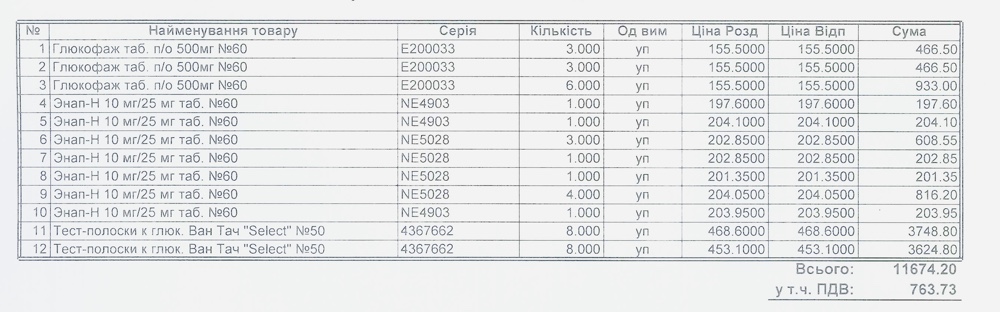 № Найменування товару Серія Кількість Од вим Ціна Розд Ціна Відп Сума
1 Глюкофаж таб. п/о 500мг №60 E200033 3.000 уп 155.5000 155.5000 466.50
2 Глюкофаж таб. п/о 500мг №60 E200033 3.000 уп 155.5000 155.5000 466.50
3 Глюкофаж таб. п/о 500мг №60 E200033 6.000 уп 155.5000 155.5000 933.00
4 Энап-Н 10 мг/25 мг таб. №60 NE4903 1.000 уп 197.6000 197.6000 197.60
5 Энап-Н 10 мг/25 мг таб. №60 NE4903 1.000 уп 204.1000 204.1000 204.10
6 Энап-Н 10 мг/25 мг таб. №60 NE5028 3.000 уп 202.8500 202.8500 608.55
7 Энап-Н 10 мг/25 мг таб. №60 NE5028 1.000 уп 202.8500 202.8500 202.85
8 Энап-Н 10 мг/25 мг таб. №60 NE5028 1.000 уп 201.3500 201.3500 201.35
9 Энап-Н 10 мг/25 мг таб. №60 NE5028 4.000 уп 204.0500 204.0500 816.20
10 Энап-Н 10 мг/25 мг таб. №60 NE4903 1.000 уп 203.9500 203.9500 203.95
11 Тест-полоски к глюк. Ван Тач "Select" №50 4367662 8.000 уп 468.6000 468.6000 3748.80
12 Тест-полоски к глюк. Ван Тач "Select" №50 4367662 8.000 уп 453.1000 453.1000 3624.80
Всього: 11674.20
у т.ч. ПДВ: 763.73